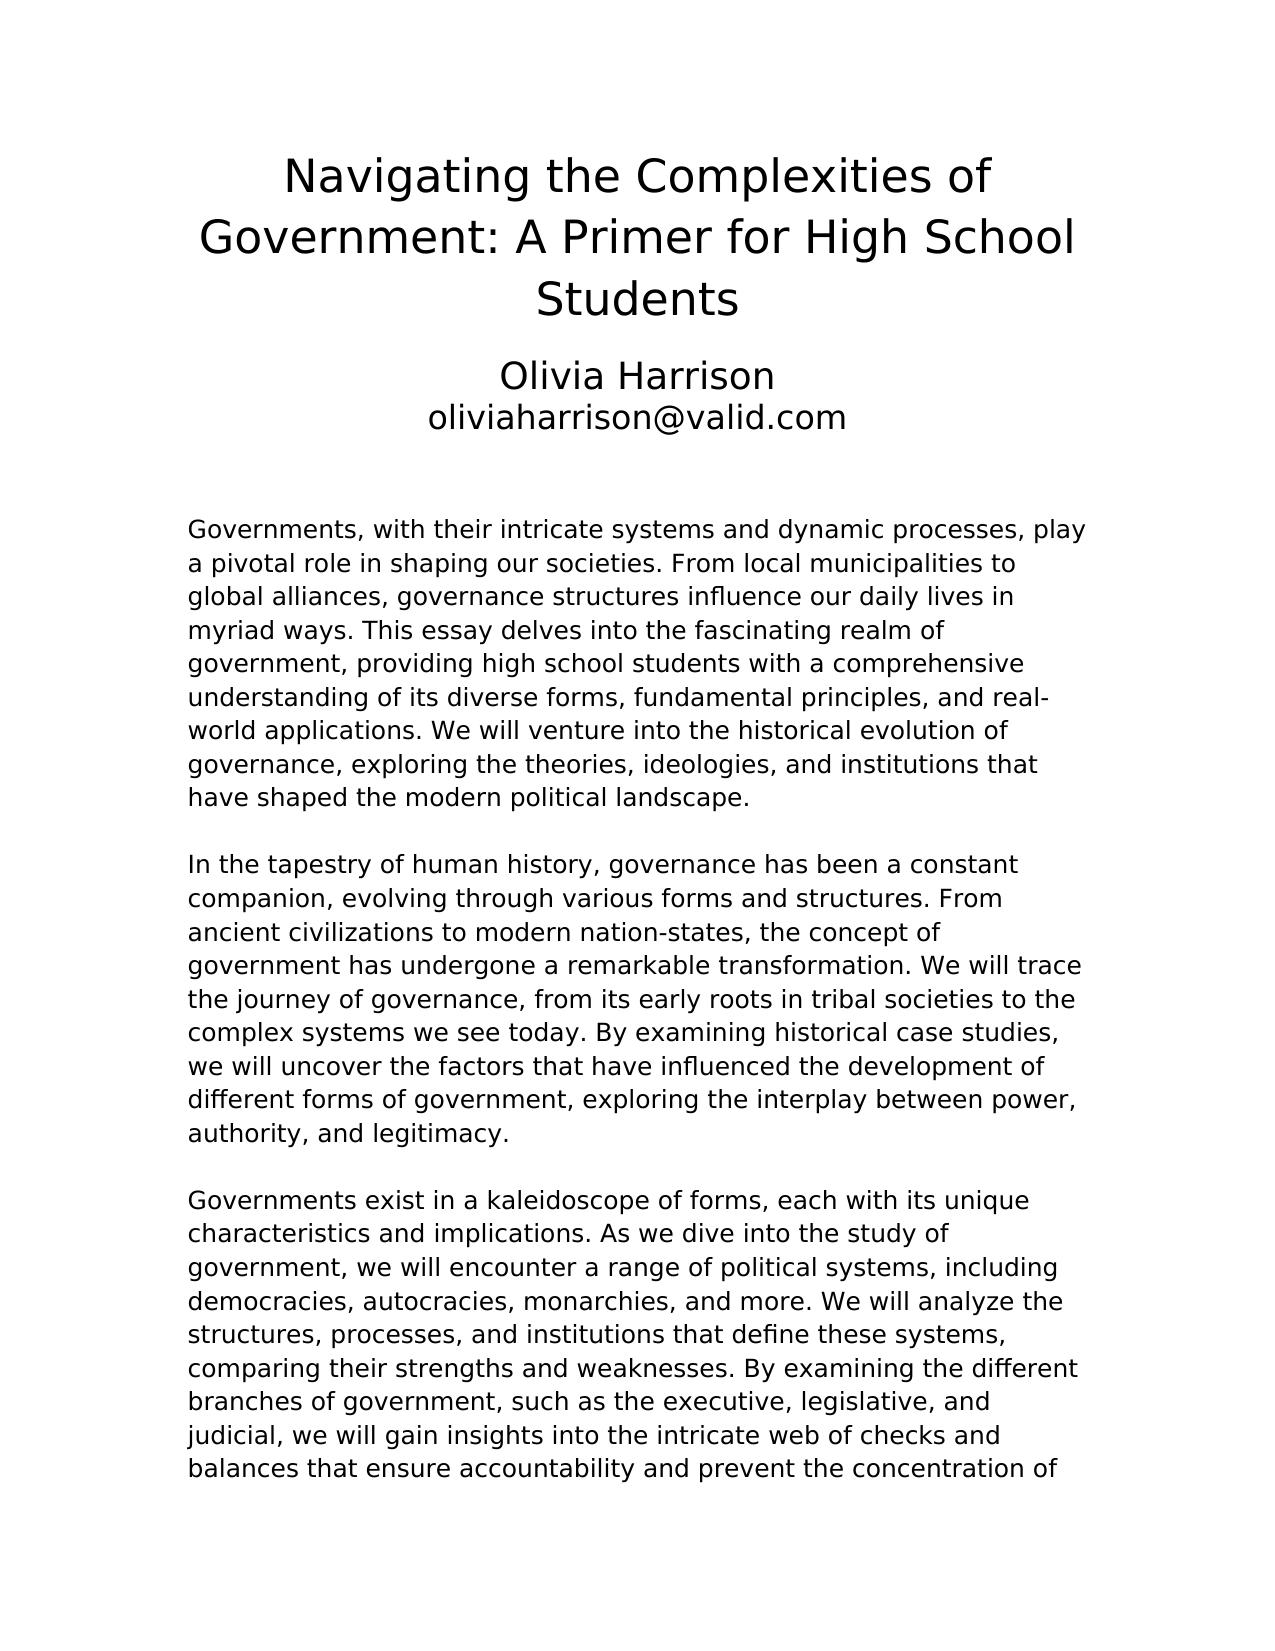 Navigating the Complexities of
Government: A Primer for High School
Students
Olivia Harrison
oliviaharrison@valid.com
Governments, with their intricate systems and dynamic processes, play
a pivotal role in shaping our societies. From local municipalities to
global alliances, governance structures influence our daily lives in
myriad ways. This essay delves into the fascinating realm of
government, providing high school students with a comprehensive
understanding of its diverse forms, fundamental principles, and real-
world applications. We will venture into the historical evolution of
governance, exploring the theories, ideologies, and institutions that
have shaped the modern political landscape.
In the tapestry of human history, governance has been a constant
companion, evolving through various forms and structures. From
ancient civilizations to modern nation-states, the concept of
government has undergone a remarkable transformation. We will trace
the journey of governance, from its early roots in tribal societies to the
complex systems we see today. By examining historical case studies,
we will uncover the factors that have influenced the development of
different forms of government, exploring the interplay between power,
authority, and legitimacy.
Governments exist in a kaleidoscope of forms, each with its unique
characteristics and implications. As we dive into the study of
government, we will encounter a range of political systems, including
democracies, autocracies, monarchies, and more. We will analyze the
structures, processes, and institutions that define these systems,
comparing their strengths and weaknesses. By examining the different
branches of government, such as the executive, legislative, and
judicial, we will gain insights into the intricate web of checks and
balances that ensure accountability and prevent the concentration of